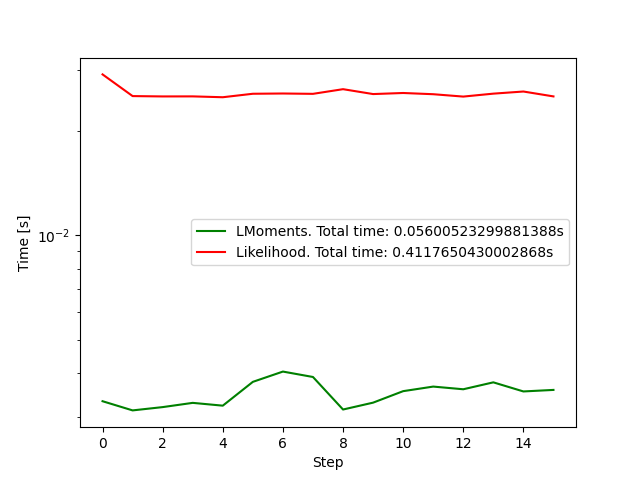 Time [s]
10⁻²
LMoments. Total time: 0.05600523299881388s
Likelihood. Total time: 0.4117650430002868s
0 2 4 6 8 10 12 14
Step